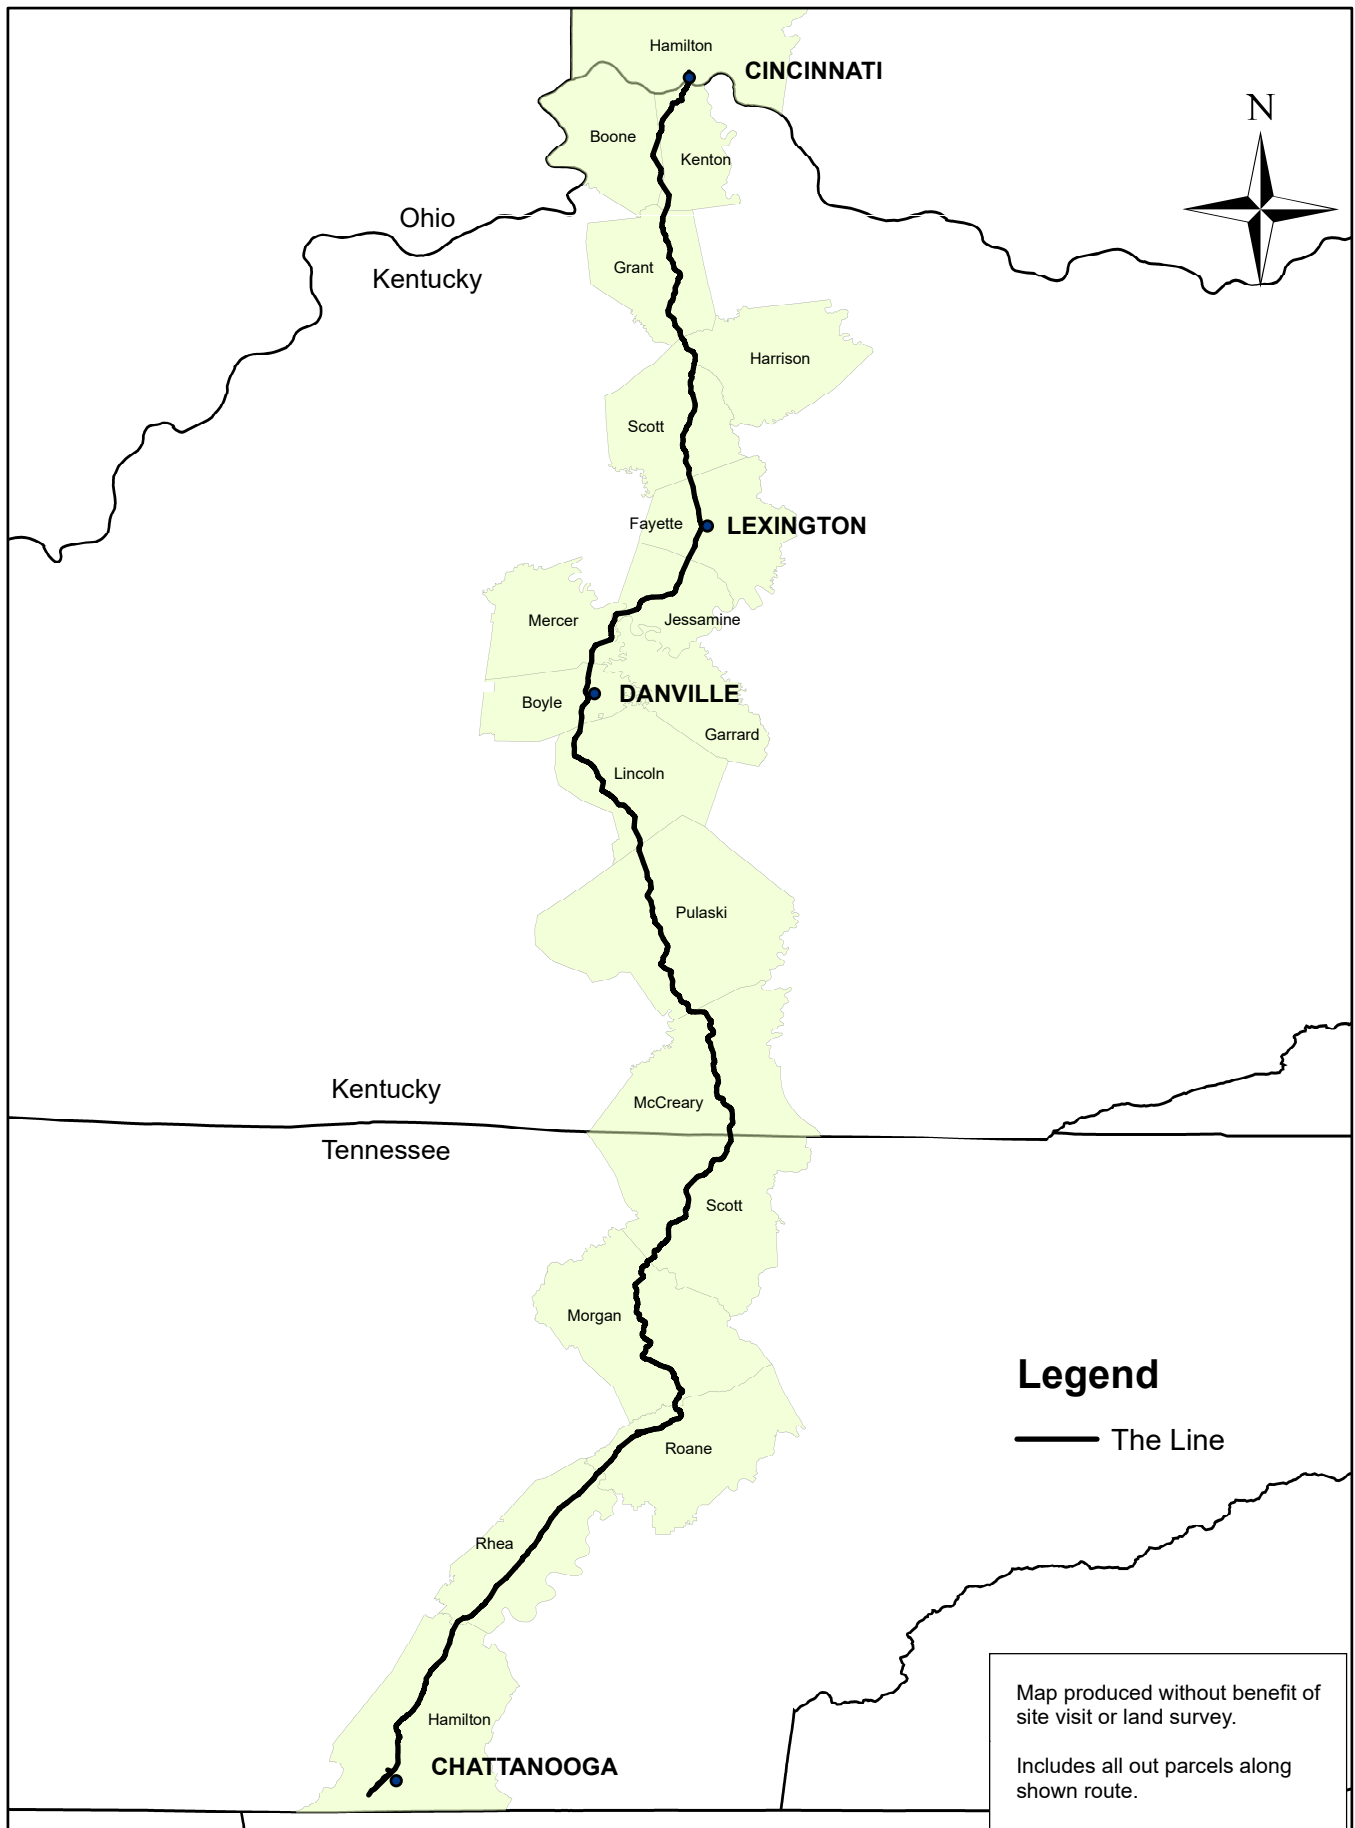 Hamilton
CINCINNATI
N
Boone
Kenton
Ohio
Kentucky
Grant
Harrison
Scott
Fayette
LEXINGTON
Mercer
Jessamine
Boyle
DANVILLE
Garrard
Lincoln
Pulaski
Kentucky
McCreary
Tennessee
Scott
Morgan
Legend
The Line
Roane
Rhea
Hamilton
CHATTANOOGA
Map produced without benefit of
site visit or land survey.
Includes all out parcels along
shown route.